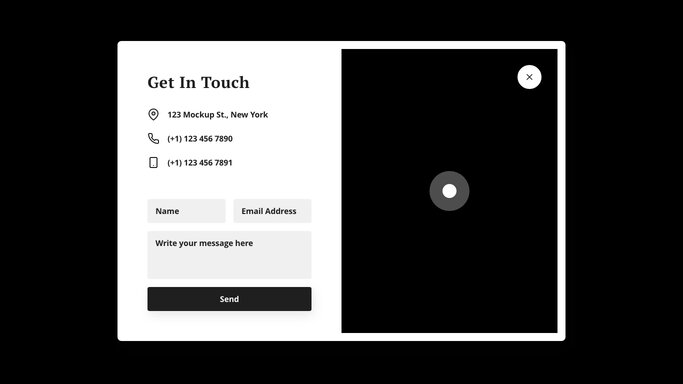 Get In Touch
123 Mockup St., New York
(+1) 123 456 7890
(+1) 123 456 7891
Name
Email Address
Write your message here
Send